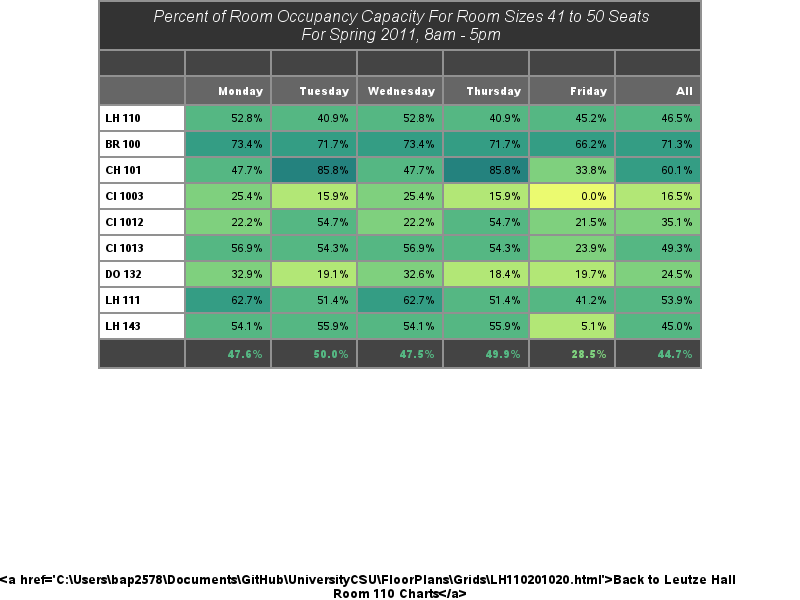 Percent of Room Occupancy Capacity For Room Sizes 41 to 50 Seats
For Spring 2011, 8am - 5pm
Monday Tuesday Wednesday Thursday Friday All
LH 110 52.8% 40.9% 52.8% 40.9% 45.2% 46.5%
BR 100 73.4% 71.7% 73.4% 71.7% 66.2% 71.3%
CH 101 47.7% 85.8% 47.7% 85.8% 33.8% 60.1%
CI 1003 25.4% 15.9% 25.4% 15.9% 0.0% 16.5%
CI 1012 22.2% 54.7% 22.2% 54.7% 21.5% 35.1%
CI 1013 56.9% 54.3% 56.9% 54.3% 23.9% 49.3%
DO 132 32.9% 19.1% 32.6% 18.4% 19.7% 24.5%
LH 111 62.7% 51.4% 62.7% 51.4% 41.2% 53.9%
LH 143 54.1% 55.9% 54.1% 55.9% 5.1% 45.0%
47.6% 50.0% 47.5% 49.9% 28.5% 44.7%
<a href='C:\Users\bap2578\Documents\GitHub\UniversityCSU\FloorPlans\Grids\LH110201020.html'>Back to Leutze Hall
Room 110 Charts</a>